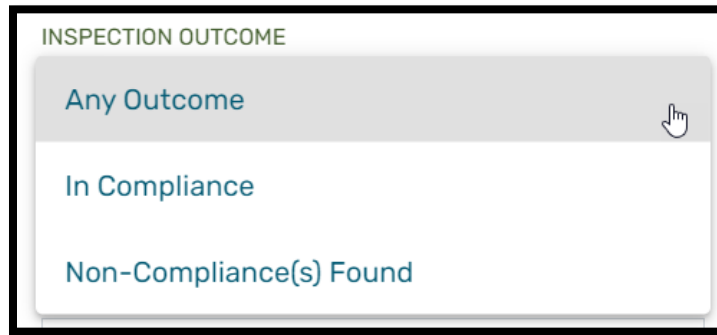 INSPECTION OUTCOME
Any Outcome
In Compliance
Non-Compliance(s) Found